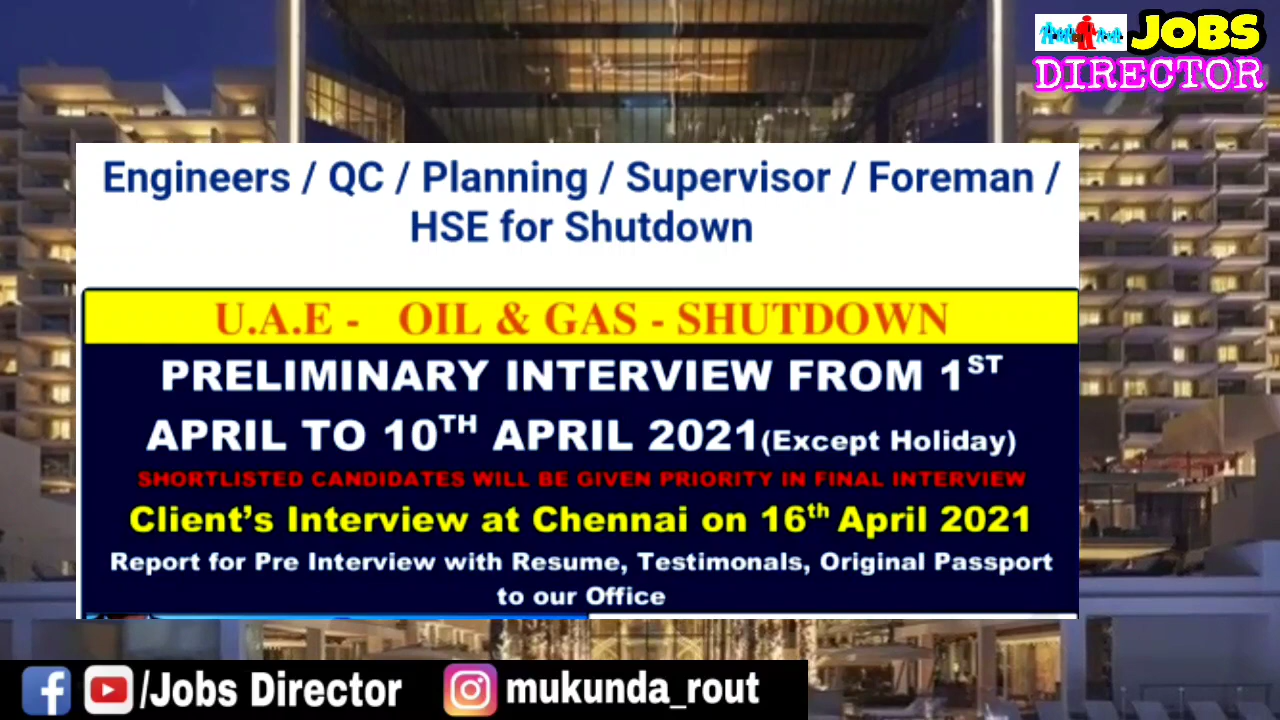 JOBS
DIRECTOR
Engineers / QC / Planning / Supervisor / Foreman /
HSE for Shutdown
U.A.E - OIL & GAS - SHUTDOWN
PRELIMINARY INTERVIEW FROM 1ST
APRIL TO 10TH APRIL 2021(Except Holiday)
SHORTLISTED CANDIDATES WILL BE GIVEN PRIORITY IN FINAL INTERVIEW
Client's Interview at Chennai on 16th April 2021
Report for Pre Interview with Resume, Testimonals, Original Passport
to our Office
/Jobs Director mukunda_rout